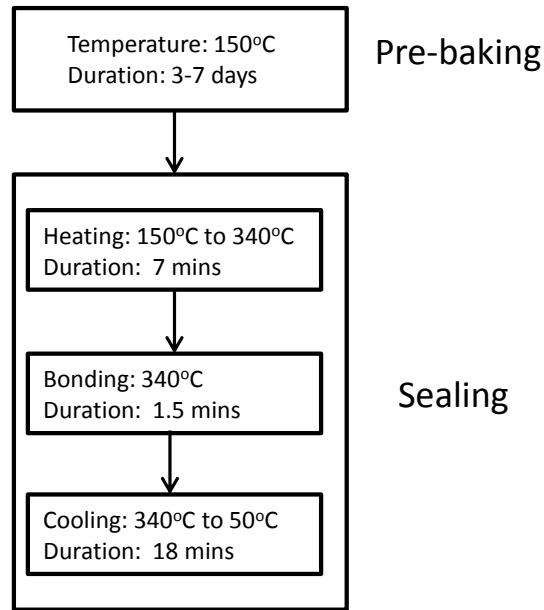 Temperature: 150°C
Duration: 3-7 days
Pre-baking
Heating: 150°C to 340°C
Duration: 7 mins
Bonding: 340°C
Duration: 1.5 mins
Sealing
Cooling: 340°C to 50°C
Duration: 18 mins